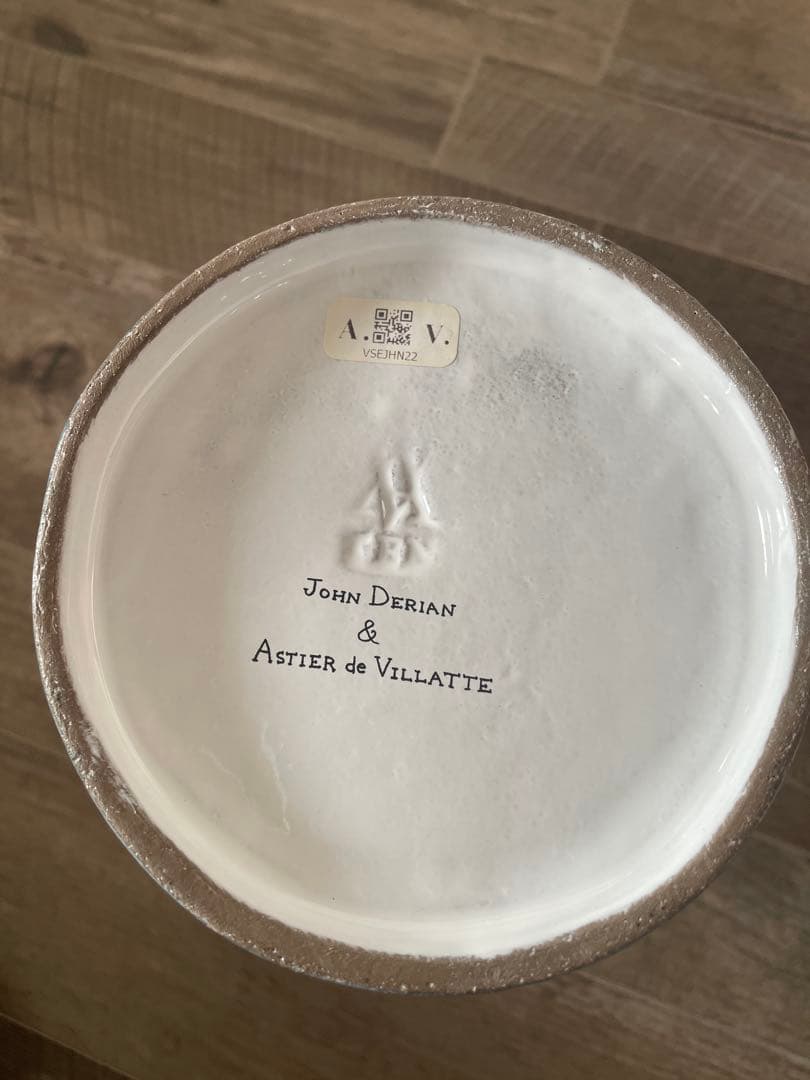 A. V.
VSEJHN22
JOHN DERIAN
&
ASTIER de VILLATTE